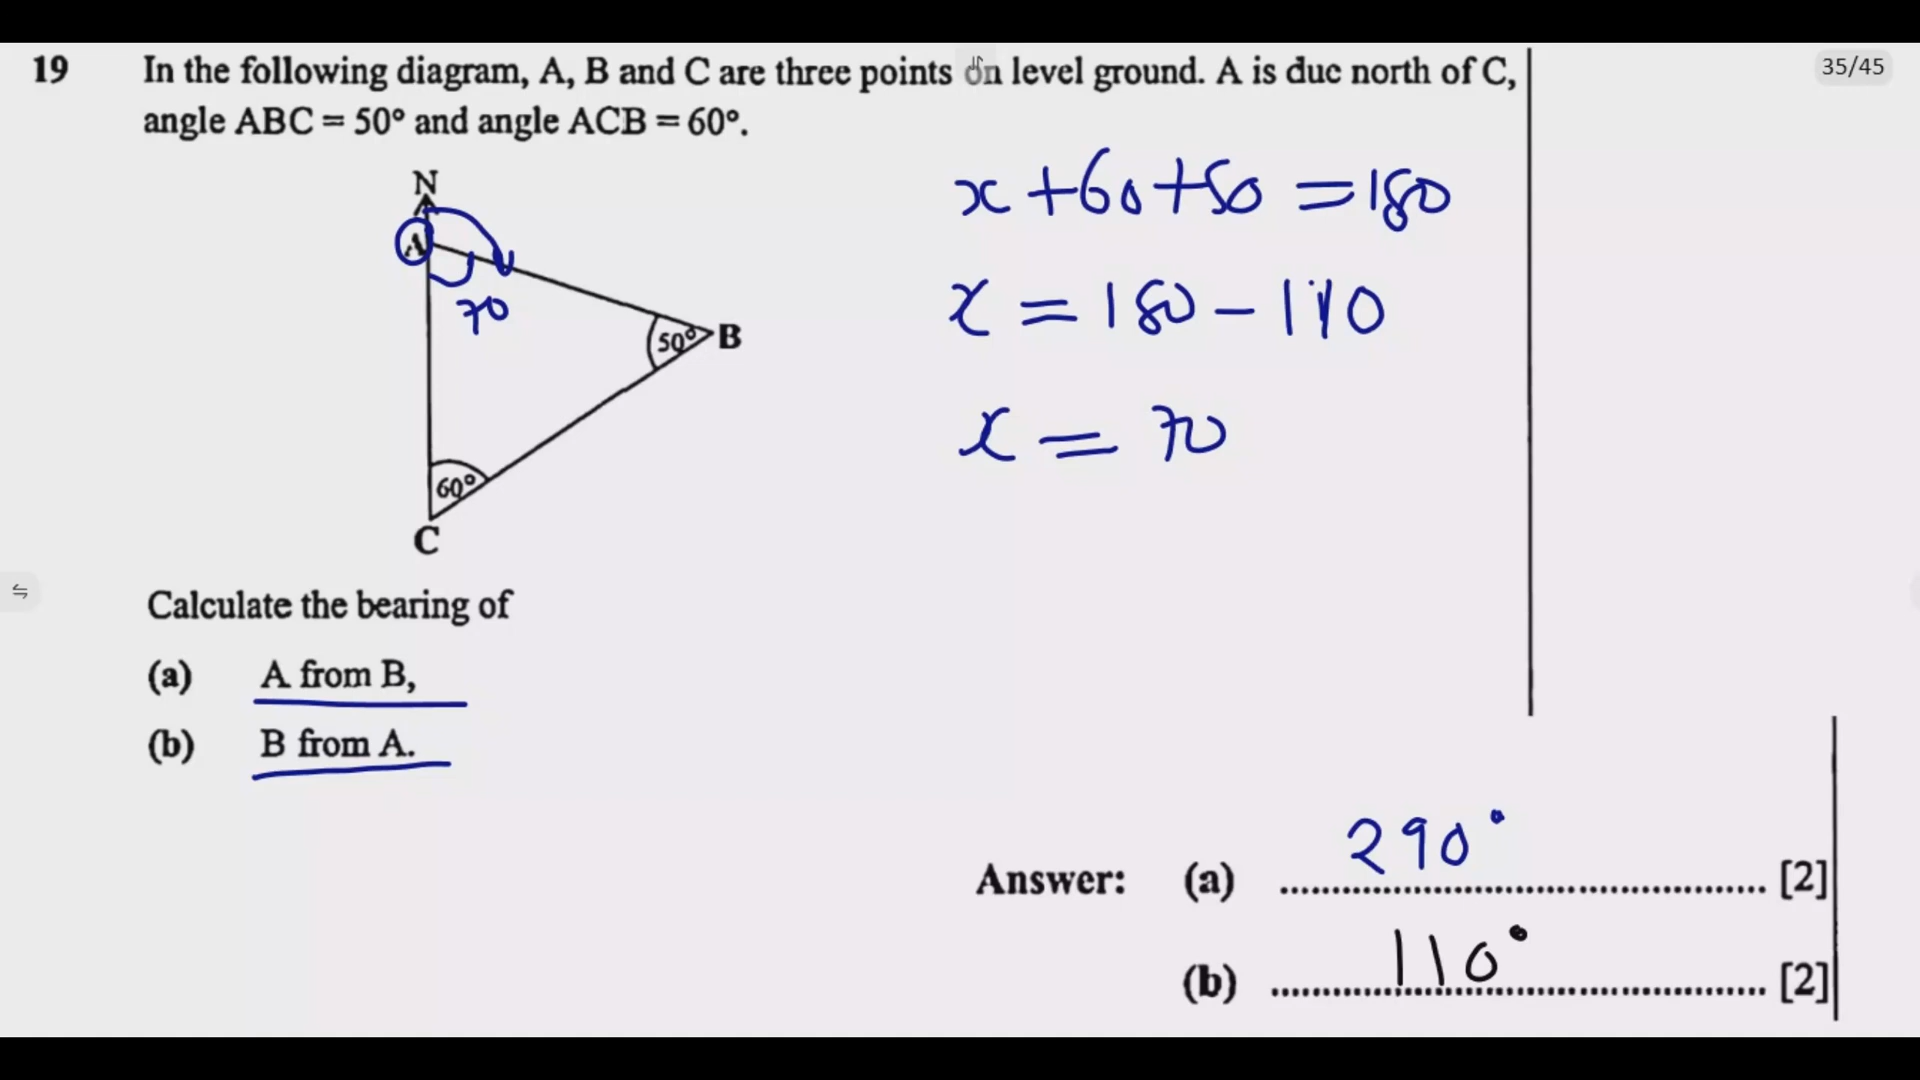 35/45
19 In the following diagram, A, B and C are three points on level ground. A is due north of C,
angle ABC = 50° and angle ACB = 60°.
N
A
70
50°
B
60°
C
x + 60 + 50 = 180
x = 180 - 110
x = 70
Calculate the bearing of
(a) A from B,
(b) B from A.
Answer: (a) 290° [2]
(b) 110° [2]